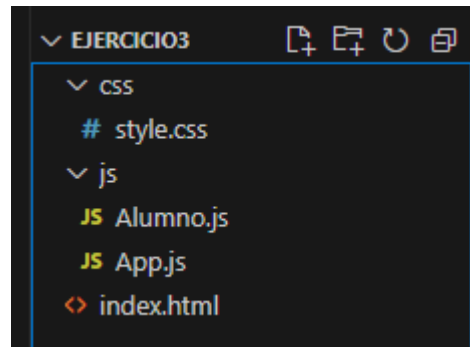 EJERCICIO3
css
# style.css
js
JS Alumno.js
JS App.js
<> index.html